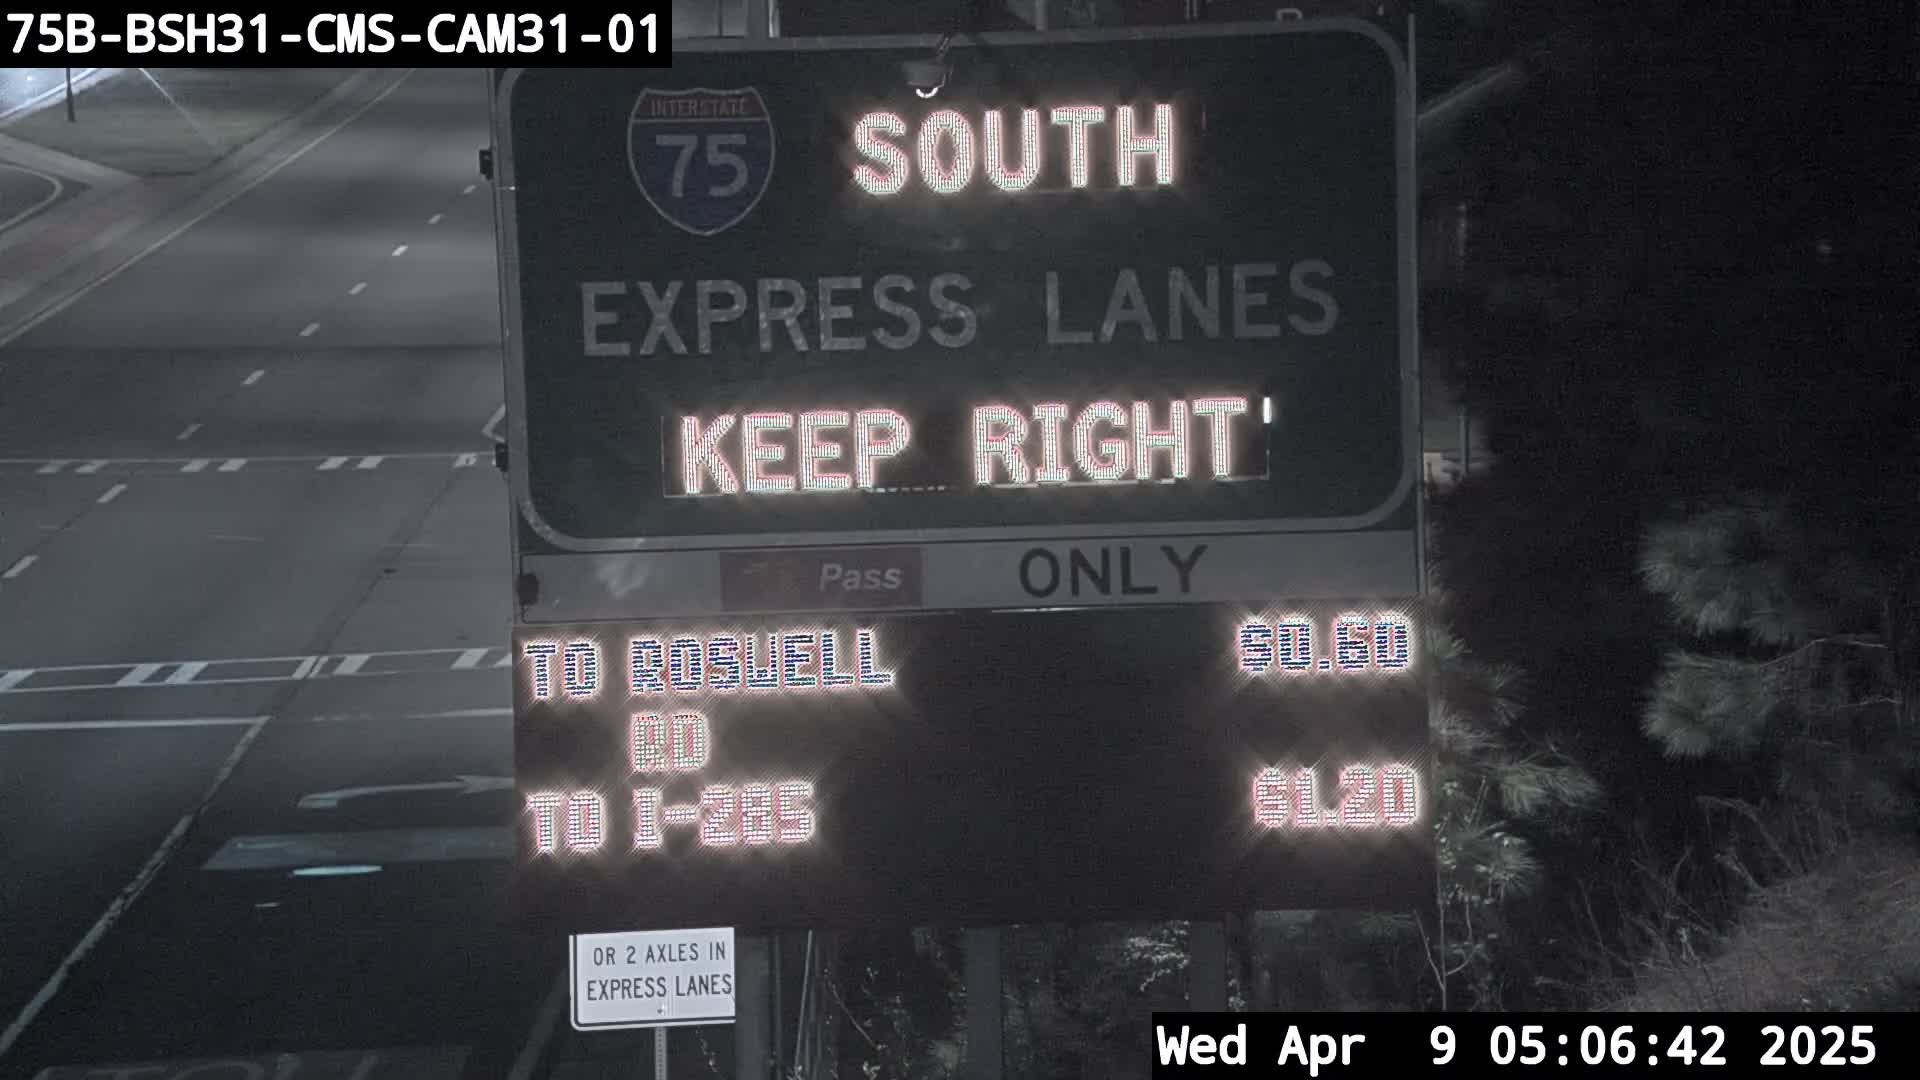 75B-BSH31-CMS-CAM31-01
INTERSTATE
75
SOUTH
EXPRESS LANES
KEEP RIGHT
Pass ONLY
TO ROSWELL $0.60
RD
TO I-285 $1.20
OR 2 AXLES IN
EXPRESS LANES
Wed Apr 9 05:06:42 2025